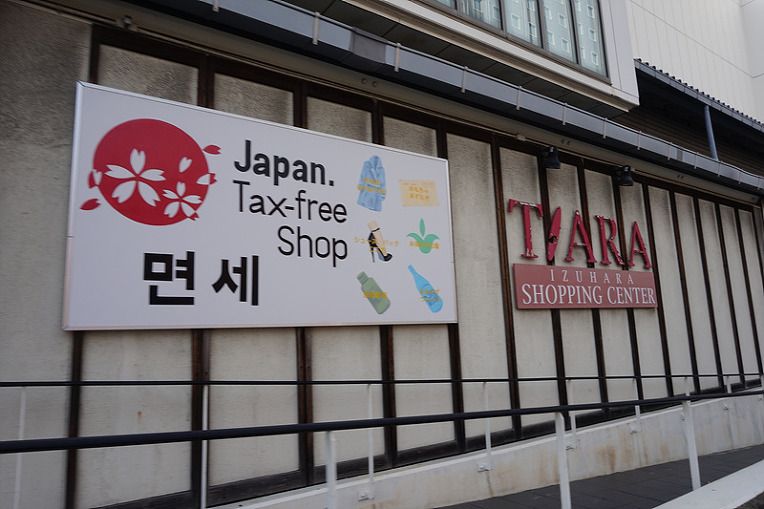 Japan.
Tax-free
Shop
면세
TIARA
IZUHARA
SHOPPING CENTER